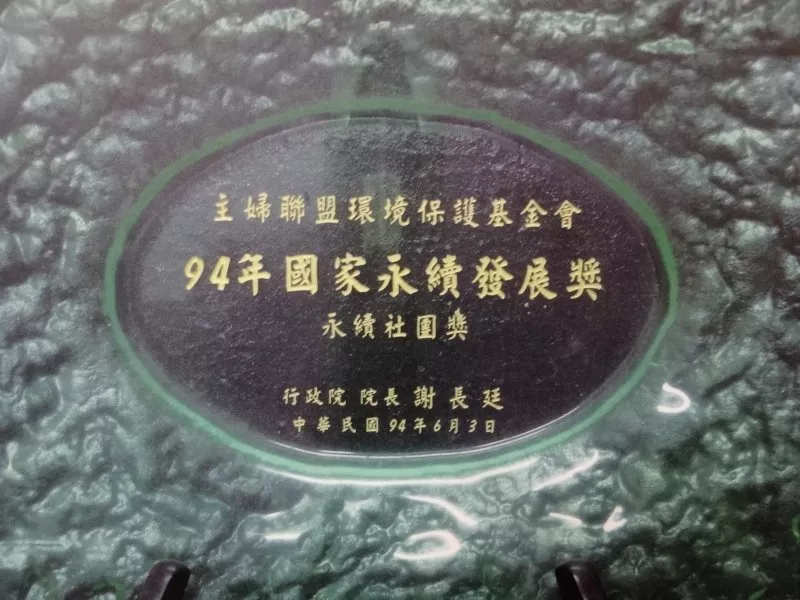 主婦聯盟環境保護基金會
94年國家永續發展獎
永續社團獎
行政院 院長 謝長廷
中華民國94年6月3日